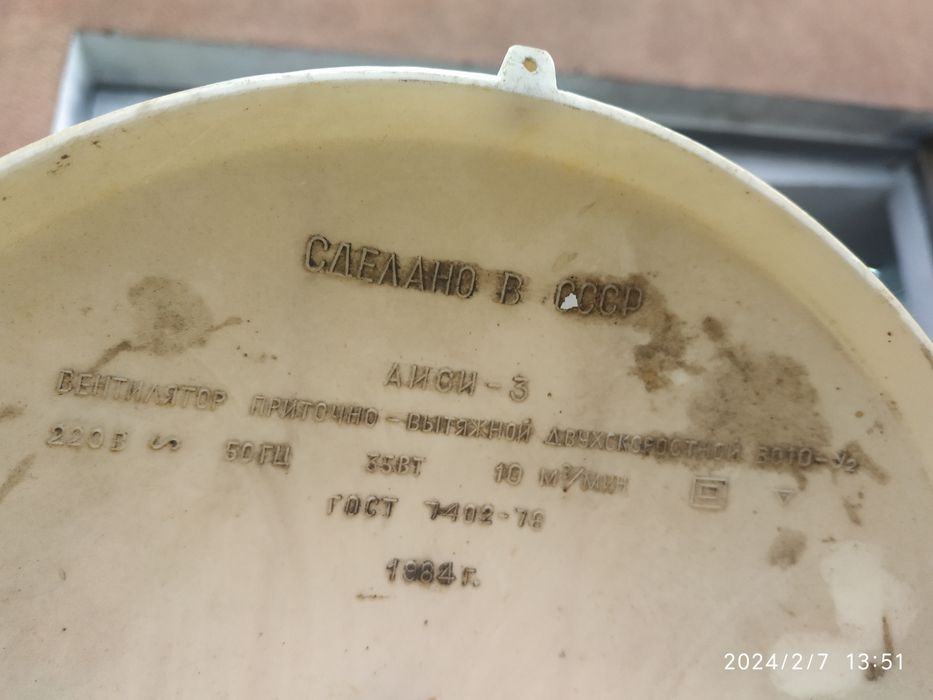 СДЕЛАНО В СССР
АИСИ-3
ВЕНТИЛЯТОР ПРИТОЧНО-ВЫТЯЖНОЙ ДВУХСКОРОСТНОЙ
220В ∿ 50ГЦ 35ВТ 10 М³/МИН
ГОСТ 7402-78
1984г.
2024/2/7 13:51